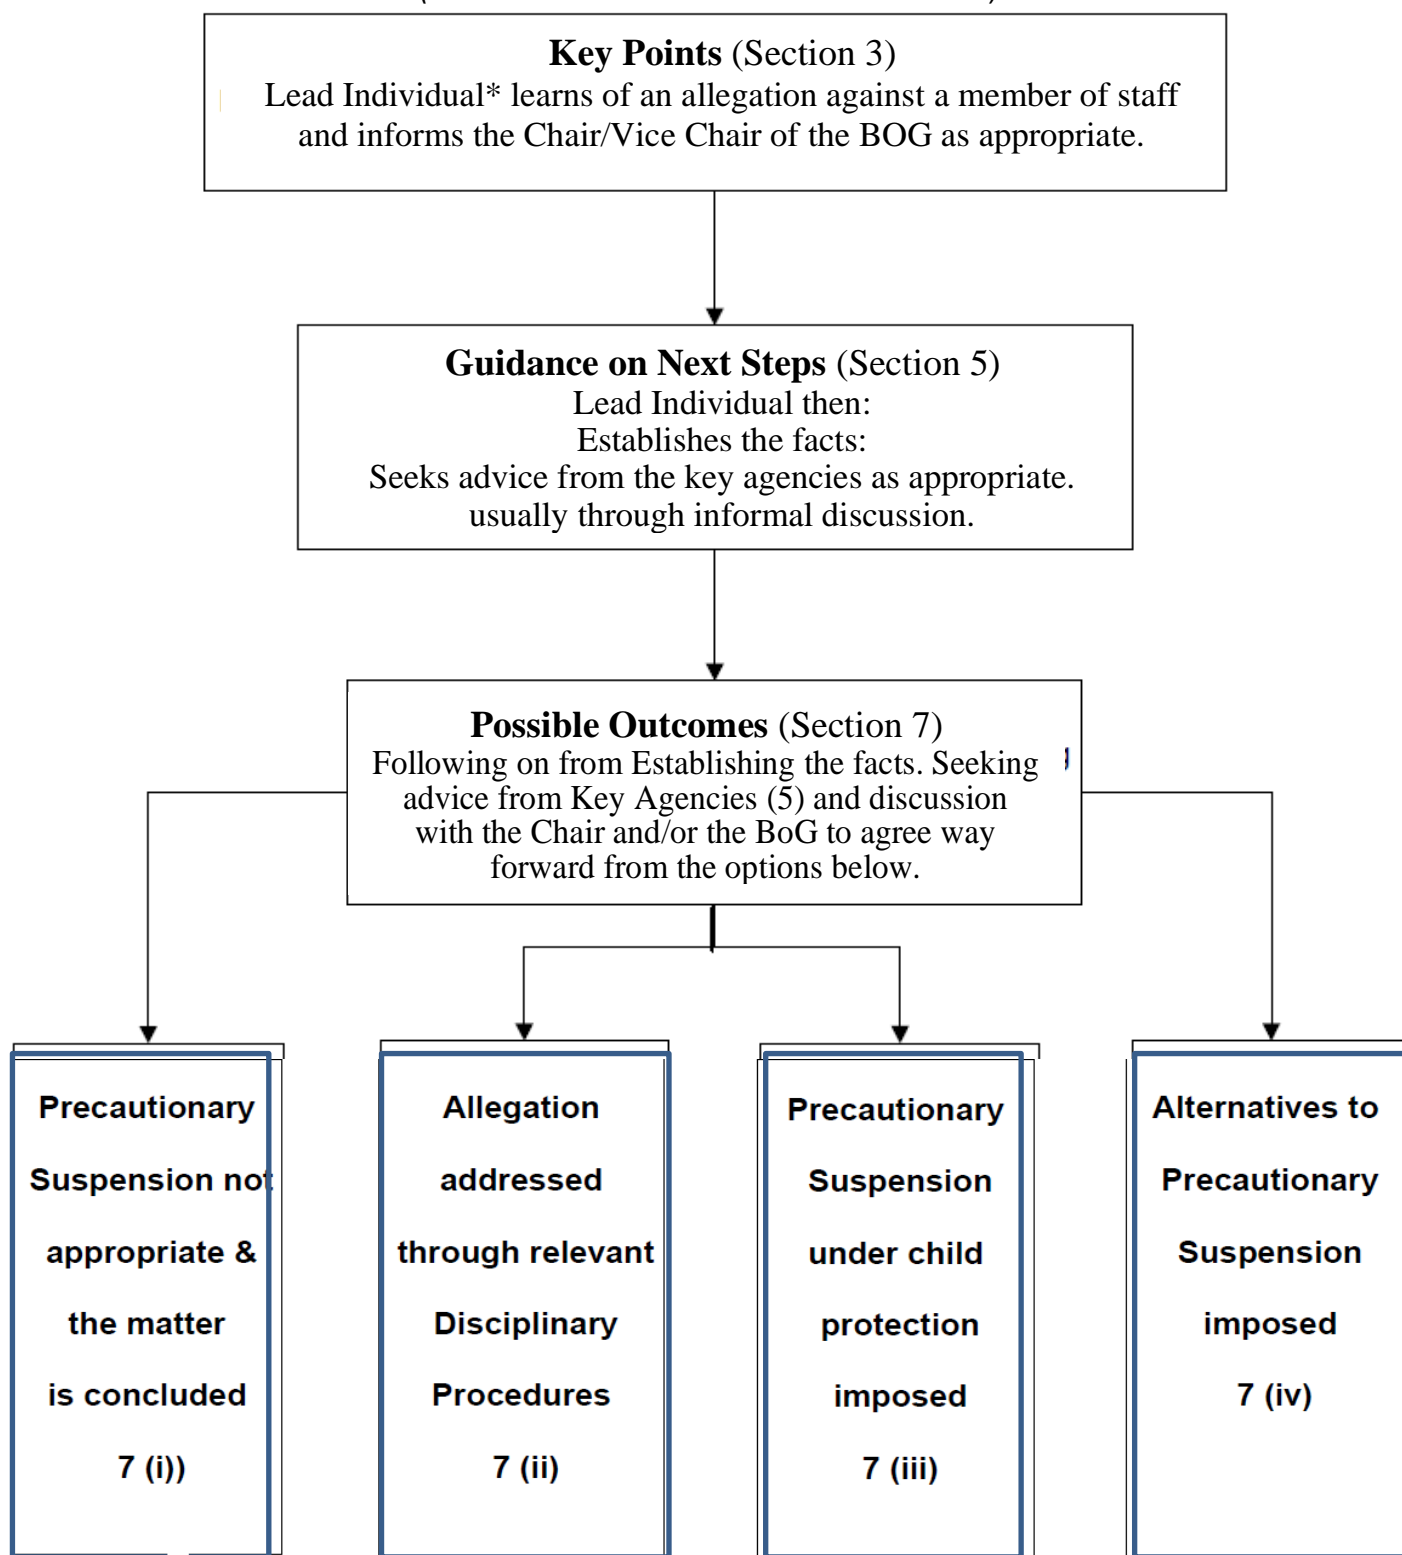 Key Points (Section 3)
Lead Individual* learns of an allegation against a member of staff
and informs the Chair/Vice Chair of the BOG as appropriate.
Guidance on Next Steps (Section 5)
Lead Individual then:
Establishes the facts:
Seeks advice from the key agencies as appropriate.
usually through informal discussion.
Possible Outcomes (Section 7)
Following on from Establishing the facts. Seeking
advice from Key Agencies (5) and discussion
with the Chair and/or the BoG to agree way
forward from the options below.
Precautionary
Suspension not
appropriate &
the matter
is concluded
7 (i))
Allegation
addressed
through relevant
Disciplinary
Procedures
7 (ii)
Precautionary
Suspension
under child
protection
imposed
7 (iii)
Alternatives to
Precautionary
Suspension
imposed
7 (iv)